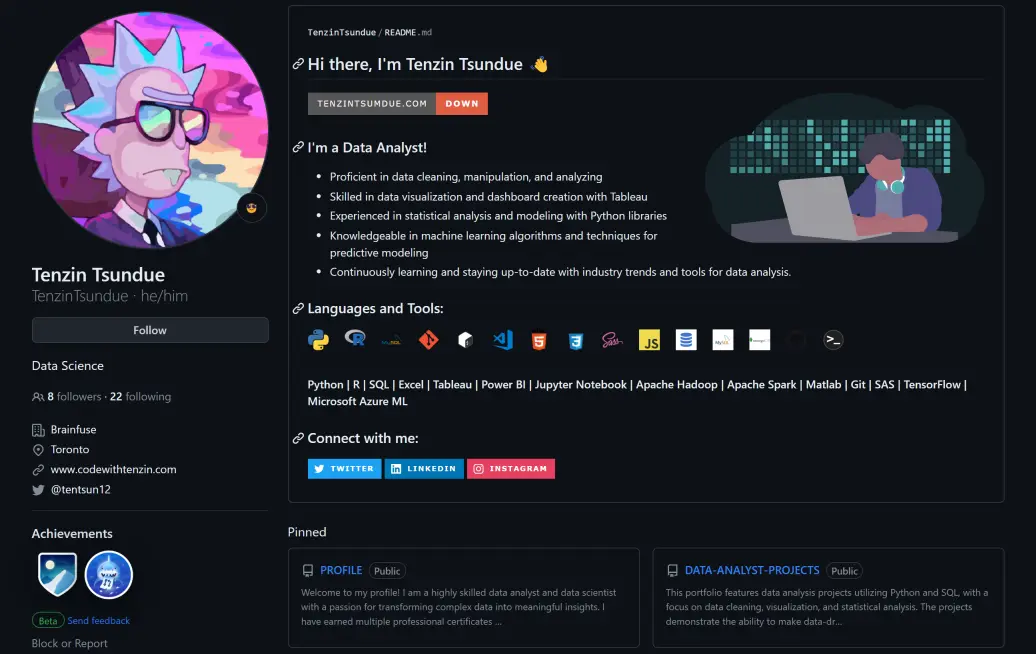 TenzinTsundue / README.md
Hi there, I'm Tenzin Tsundue
TENZINTSUMDUE.COM DOWN
I'm a Data Analyst!
Proficient in data cleaning, manipulation, and analyzing
Skilled in data visualization and dashboard creation with Tableau
Experienced in statistical analysis and modeling with Python libraries
Knowledgeable in machine learning algorithms and techniques for
predictive modeling
Continuously learning and staying up-to-date with industry trends and tools for data analysis.
Languages and Tools:
JS
Python | R | SQL | Excel | Tableau | Power BI | Jupyter Notebook | Apache Hadoop | Apache Spark | Matlab | Git | SAS | TensorFlow |
Microsoft Azure ML
Connect with me:
TWITTER LINKEDIN INSTAGRAM
Tenzin Tsundue
TenzinTsundue · he/him
Follow
Data Science
8 followers · 22 following
Brainfuse
Toronto
www.codewithtenzin.com
@tentsun12
Achievements
Beta Send feedback
Block or Report
Pinned
PROFILE Public
Welcome to my profile! I am a highly skilled data analyst and data scientist
with a passion for transforming complex data into meaningful insights. I
have earned multiple professional certificates ...
DATA-ANALYST-PROJECTS Public
This portfolio features data analysis projects utilizing Python and SQL, with a
focus on data cleaning, visualization, and statistical analysis. The projects
demonstrate the ability to make data-dr...